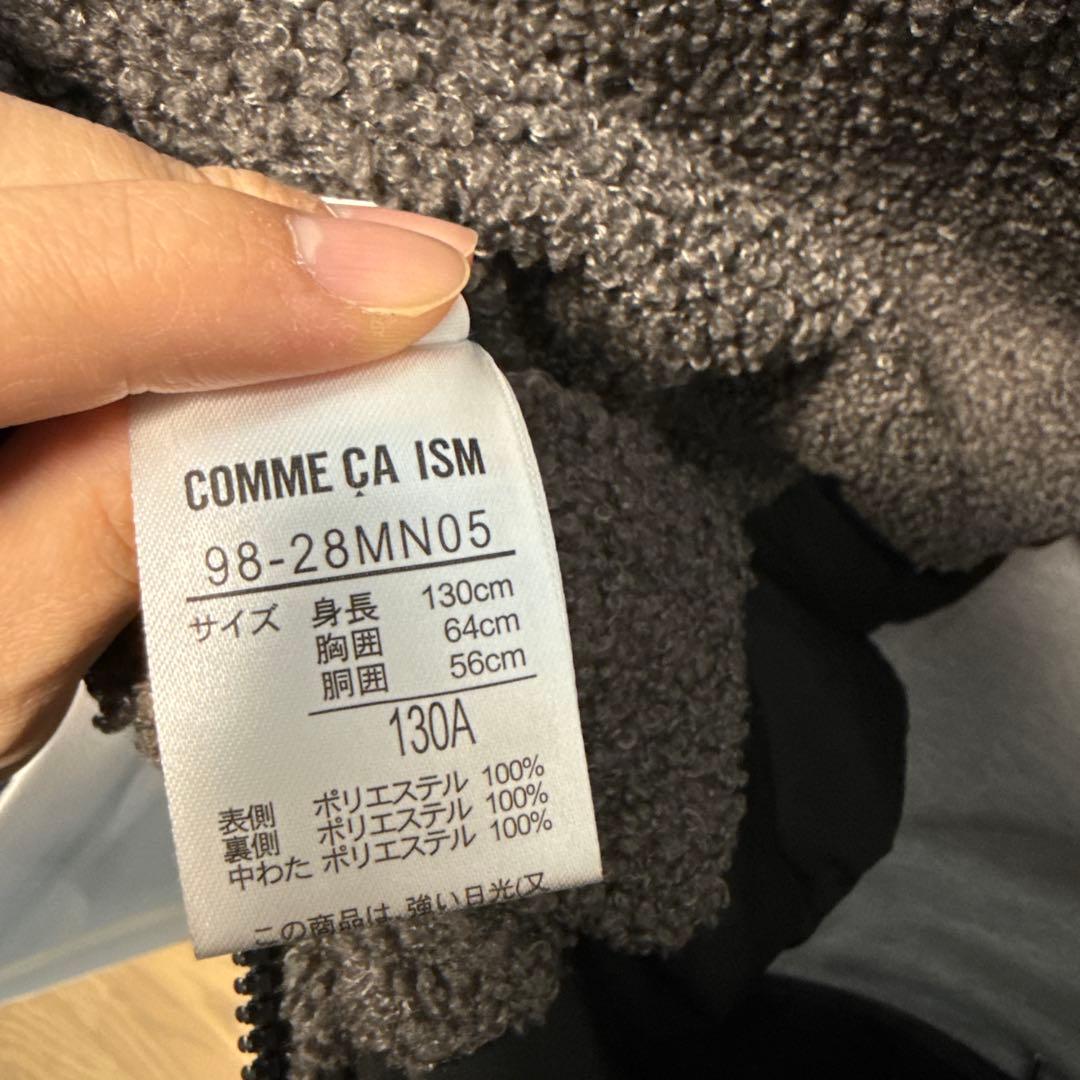 COMME ÇA ISM
98-28MN05
サイズ 身長 130cm
胸囲 64cm
胴囲 56cm
130A
表側 ポリエステル 100%
裏側 ポリエステル 100%
中わた ポリエステル 100%
この商品は、強い日光(又